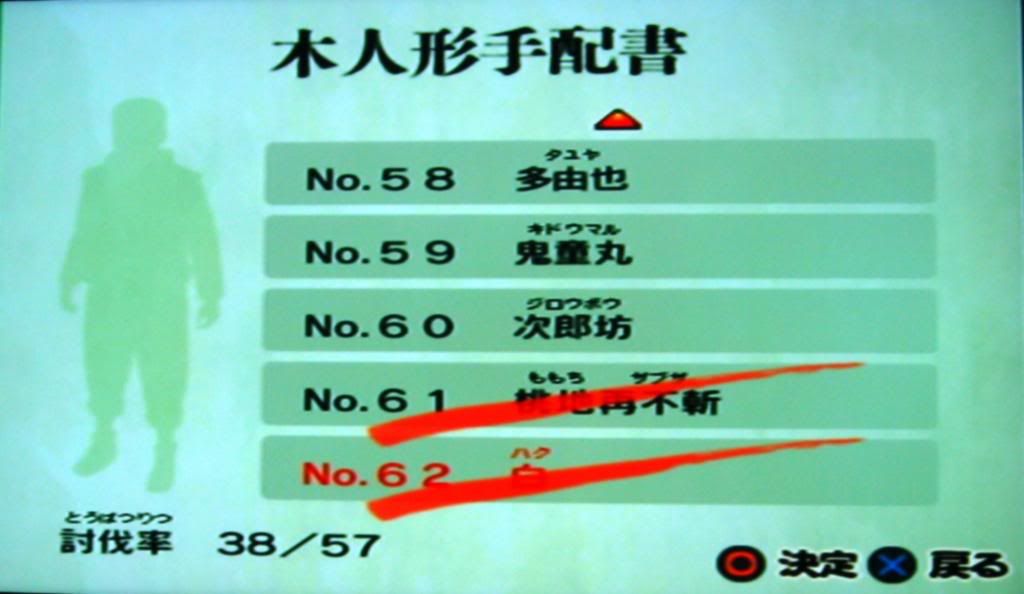 木人形手配書
タユヤ
No.58 多由也
キドウマル
No.59 鬼童丸
ジロウボウ
No.60 次郎坊
ももち ザブザ
No.61 桃地再不斬
ハク
No.62 白
とうばつりつ
討伐率 38/57
決定 戻る